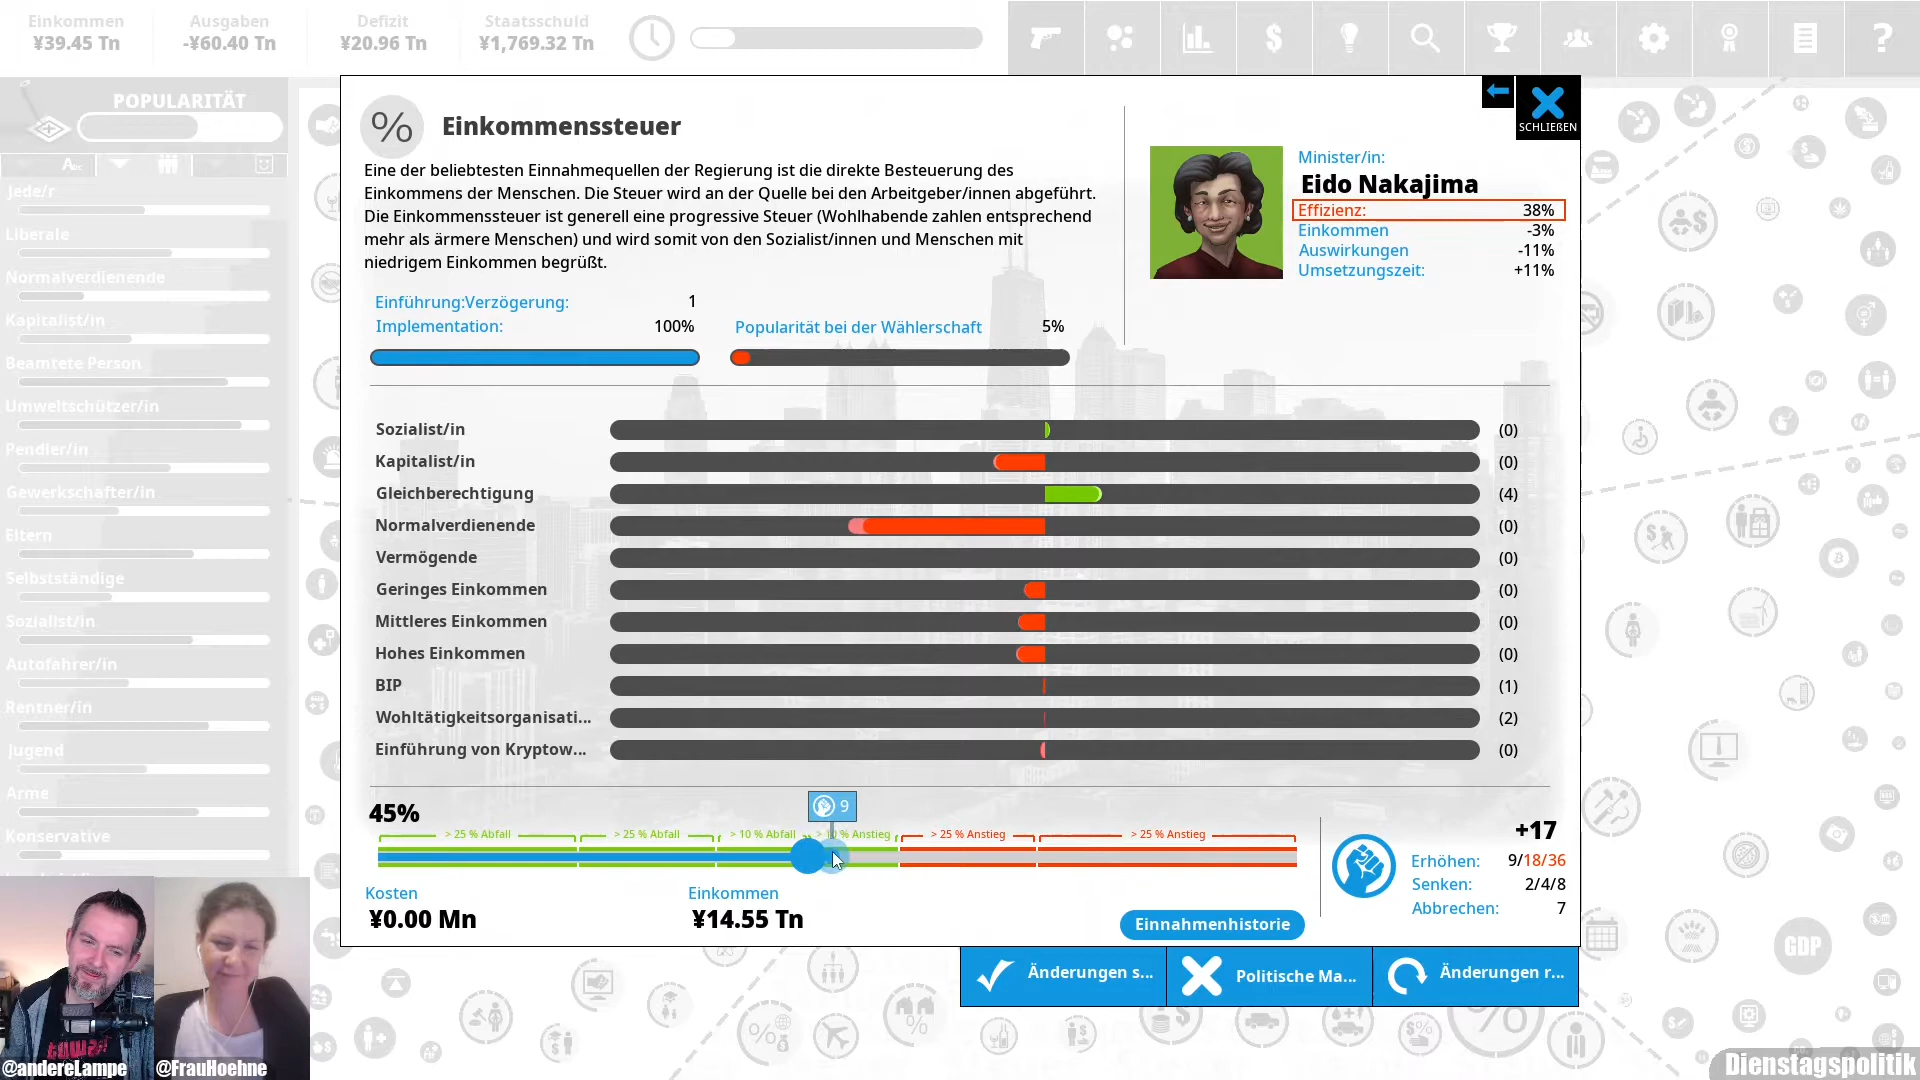 Einkommen
¥39.45 Tn
Ausgaben
-¥60.40 Tn
Defizit
¥20.96 Tn
Staatsschuld
¥1,769.32 Tn
POPULARITÄT
Jede/r
Liberale
Normalverdienende
Kapitalist/in
Beamtete Person
Umweltschützer/in
Pendler/in
Gewerkschafter/in
Eltern
Selbstständige
Sozialist/in
Autofahrer/in
Rentner/in
Jugend
Arme
Konservative
SCHLIEẞEN
%
Einkommenssteuer
Eine der beliebtesten Einnahmequellen der Regierung ist die direkte Besteuerung des
Einkommens der Menschen. Die Steuer wird an der Quelle bei den Arbeitgeber/innen abgeführt.
Die Einkommenssteuer ist generell eine progressive Steuer (Wohlhabende zahlen entsprechend
mehr als ärmere Menschen) und wird somit von den Sozialist/innen und Menschen mit
niedrigem Einkommen begrüßt.
Minister/in:
Eido Nakajima
Effizienz: 38%
Einkommen -3%
Auswirkungen -11%
Umsetzungszeit: +11%
Einführung:Verzögerung: 1
Implementation: 100%
Popularität bei der Wählerschaft 5%
Sozialist/in (0)
Kapitalist/in (0)
Gleichberechtigung (4)
Normalverdienende (0)
Vermögende (0)
Geringes Einkommen (0)
Mittleres Einkommen (0)
Hohes Einkommen (0)
BIP (1)
Wohltätigkeitsorganisati... (2)
Einführung von Kryptow... (0)
45%
9
> 25 % Abfall
> 25 % Abfall
> 10 % Abfall
> 10 % Anstieg
> 25 % Anstieg
> 25 % Anstieg
Kosten
¥0.00 Mn
Einkommen
¥14.55 Tn
Einnahmenhistorie
+17
Erhöhen: 9/18/36
Senken: 2/4/8
Abbrechen: 7
Änderungen s...
Politische Ma...
Änderungen r...
GDP
@andereLampe
@FrauHoehne
Dienstagspolitik